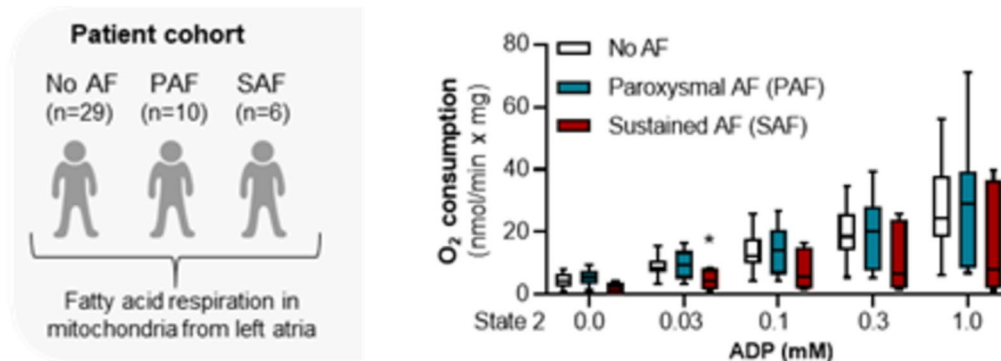 Patient cohort
No AF PAF SAF
(n=29) (n=10) (n=6)
Fatty acid respiration in
mitochondria from left atria
O₂ consumption
(nmol/min x mg)
80
60
40
20
0
No AF
Paroxysmal AF (PAF)
Sustained AF (SAF)
*
State 2 0.0 0.03 0.1 0.3 1.0
ADP (mM)